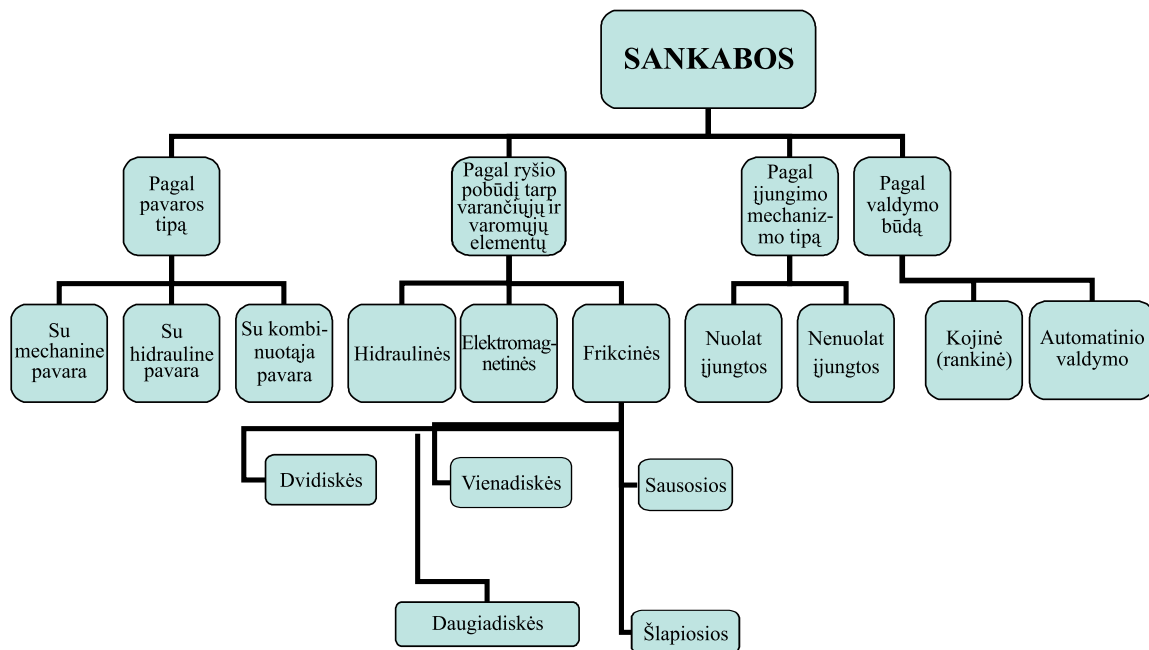 SANKABOS
Pagal
pavaros
tipą
Pagal ryšio
pobūdį tarp
varančiųjų ir
varomųjų
elementų
Pagal
įjungimo
mechaniz-
mo tipą
Pagal
valdymo
būdą
Su
mechanine
pavara
Su
hidrauline
pavara
Su kombi-
nuotąja
pavara
Hidraulinės
Elektromag-
netinės
Frikcinės
Nuolat
įjungtos
Nenuolat
įjungtos
Kojinė
(rankinė)
Automatinio
valdymo
Dvidiskės
Vienadiskės
Sausosios
Daugiadiskės
Šlapiosios